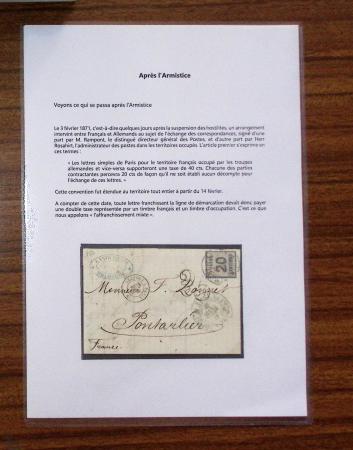 Après l'Armistice
Voyons ce qui se passa après l'Armistice
Le 3 février 1871, c'est-à-dire quelques jours après la suspension des hostilités, un arrangement
intervint entre français et Allemands au sujet de l'échange des correspondances, signé d'une
part par M. Rampont, le distingué directeur général des Postes, et d'autre part par Herr
Rosahirt, l'administrateur des postes dans les territoires occupés. L'article premier s'exprime en
ces termes :
« Les lettres simples de Paris pour le territoire français occupé par les troupes
allemandes et vice-versa supporteront une taxe de 40 cts. Chacune des parties
contractantes percevra 20 cts de façon qu'il ne soit établi aucun décompte pour
l'échange de ces lettres. »
Cette convention fut étendue au territoire tout entier à partir du 14 février.
A compter de cette date, toute lettre franchissant la ligne de démarcation devait donc payer
une double taxe représentée par un timbre français et un timbre d'occupation. C'est ce que
nous appelons « l'affranchissement mixte ».
20
Monsieur F.
Pontarlier
France